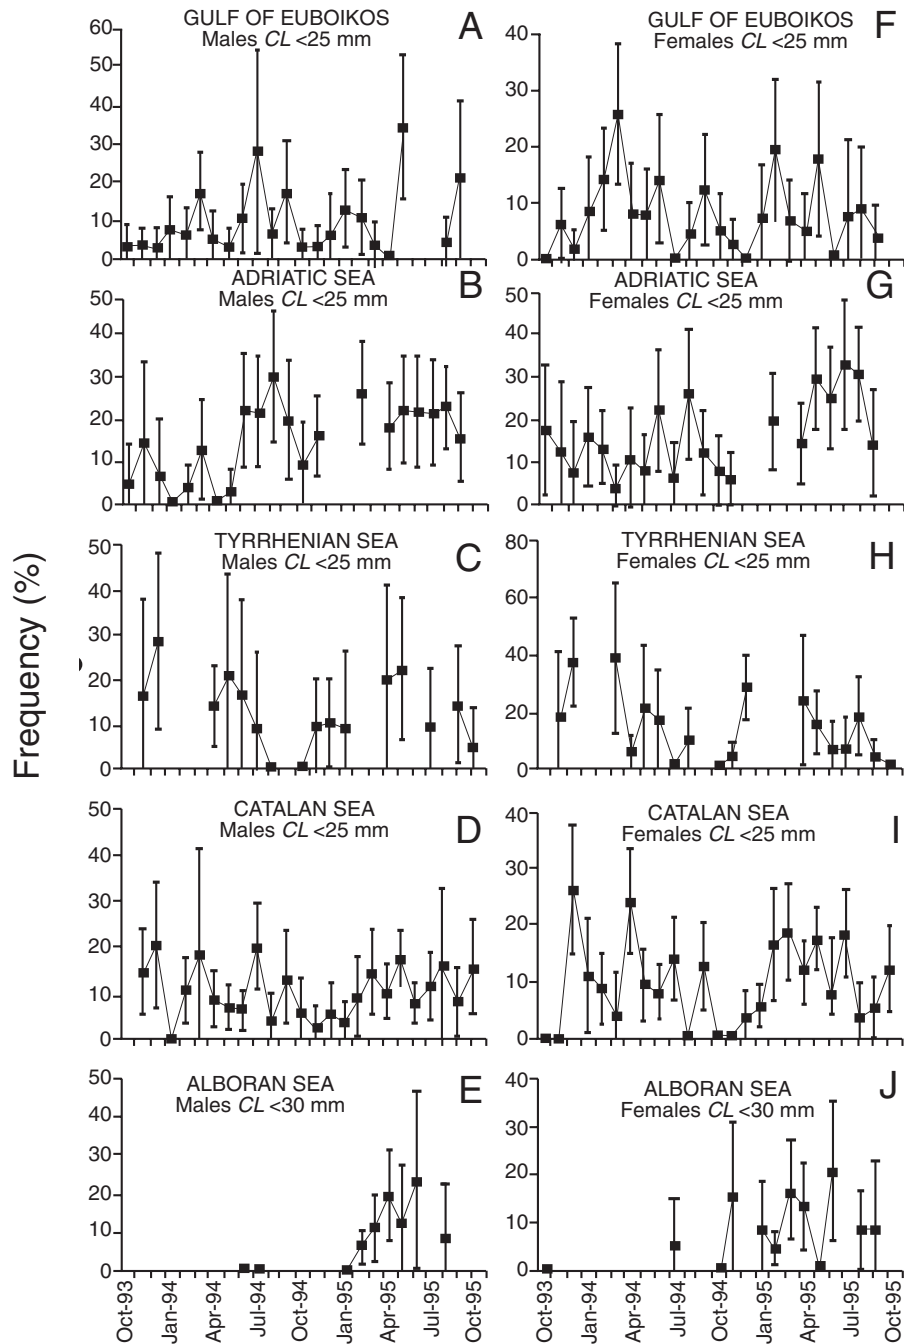 Frequency (%)
GULF OF EUBOIKOS
Males CL <25 mm
A
60
50
40
30
20
10
0
GULF OF EUBOIKOS
Females CL <25 mm
F
40
30
20
10
0
ADRIATIC SEA
Males CL <25 mm
B
50
40
30
20
10
0
ADRIATIC SEA
Females CL <25 mm
G
50
40
30
20
10
0
TYRRHENIAN SEA
Males CL <25 mm
C
50
40
30
20
10
0
TYRRHENIAN SEA
Females CL <25 mm
H
80
60
40
20
0
CATALAN SEA
Males CL <25 mm
D
50
40
30
20
10
0
CATALAN SEA
Females CL <25 mm
I
40
30
20
10
0
ALBORAN SEA
Males CL <30 mm
E
50
40
30
20
10
0
ALBORAN SEA
Females CL <30 mm
J
40
30
20
10
0
Oct-93 Jan-94 Apr-94 Jul-94 Oct-94 Jan-95 Apr-95 Jul-95 Oct-95
Oct-93 Jan-94 Apr-94 Jul-94 Oct-94 Jan-95 Apr-95 Jul-95 Oct-95